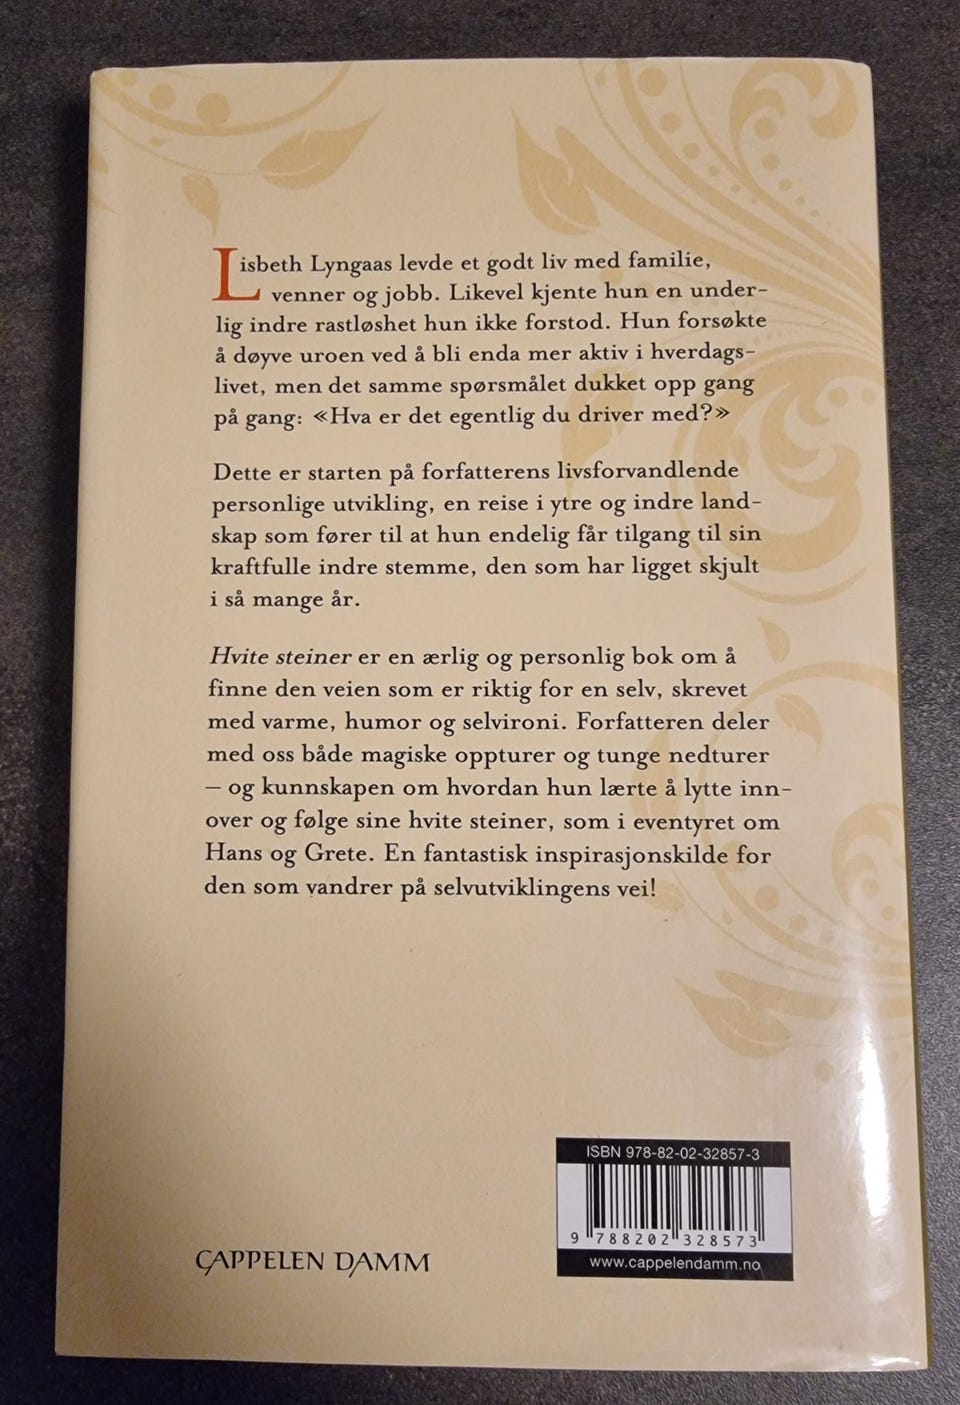 Lisbeth Lyngaas levde et godt liv med familie,
venner og jobb. Likevel kjente hun en under-
lig indre rastløshet hun ikke forstod. Hun forsøkte
å døyve uroen ved å bli enda mer aktiv i hverdags-
livet, men det samme spørsmålet dukket opp gang
på gang: «Hva er det egentlig du driver med?»
Dette er starten på forfatterens livsforvandlende
personlige utvikling, en reise i ytre og indre land-
skap som fører til at hun endelig får tilgang til sin
kraftfulle indre stemme, den som har ligget skjult
i så mange år.
Hvite steiner er en ærlig og personlig bok om å
finne den veien som er riktig for en selv, skrevet
med varme, humor og selvironi. Forfatteren deler
med oss både magiske oppturer og tunge nedturer
– og kunnskapen om hvordan hun lærte å lytte inn-
over og følge sine hvite steiner, som i eventyret om
Hans og Grete. En fantastisk inspirasjonskilde for
den som vandrer på selvutviklingens vei!
ISBN 978-82-02-32857-3
9 788202 328573
www.cappelendamm.no
CAPPELEN DAMM